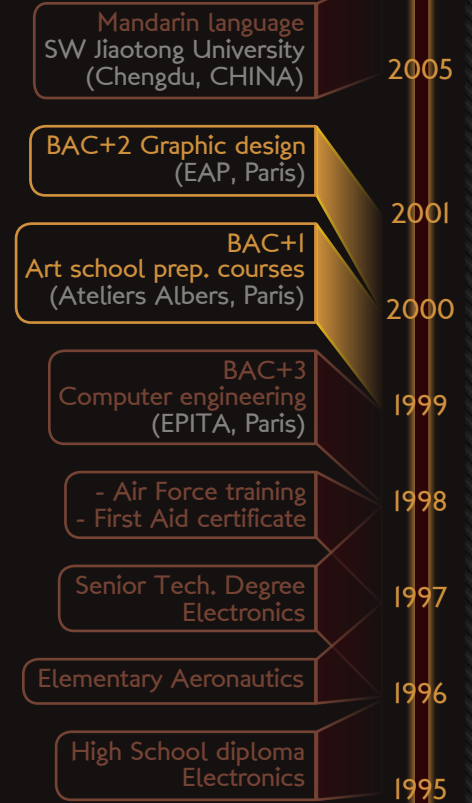 Mandarin language
SW Jiaotong University
(Chengdu, CHINA)
2005
BAC+2 Graphic design
(EAP, Paris)
2001
BAC+1
Art school prep. courses
(Ateliers Albers, Paris)
2000
BAC+3
Computer engineering
(EPITA, Paris)
1999
- Air Force training
- First Aid certificate
1998
Senior Tech. Degree
Electronics
1997
Elementary Aeronautics
1996
High School diploma
Electronics
1995